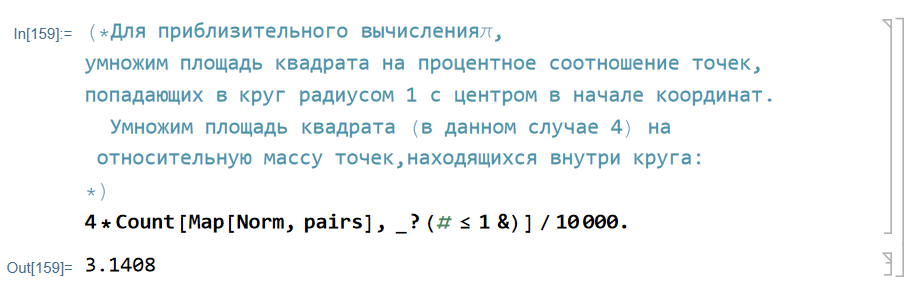 In[159]:= (*Для приблизительного вычисленияπ,
умножим площадь квадрата на процентное соотношение точек,
попадающих в круг радиусом 1 с центром в начале координат.
Умножим площадь квадрата (в данном случае 4) на
относительную массу точек,находящихся внутри круга:
*)
4*Count[Map[Norm, pairs], _?(# ≤ 1 &)] / 10000.
Out[159]= 3.1408